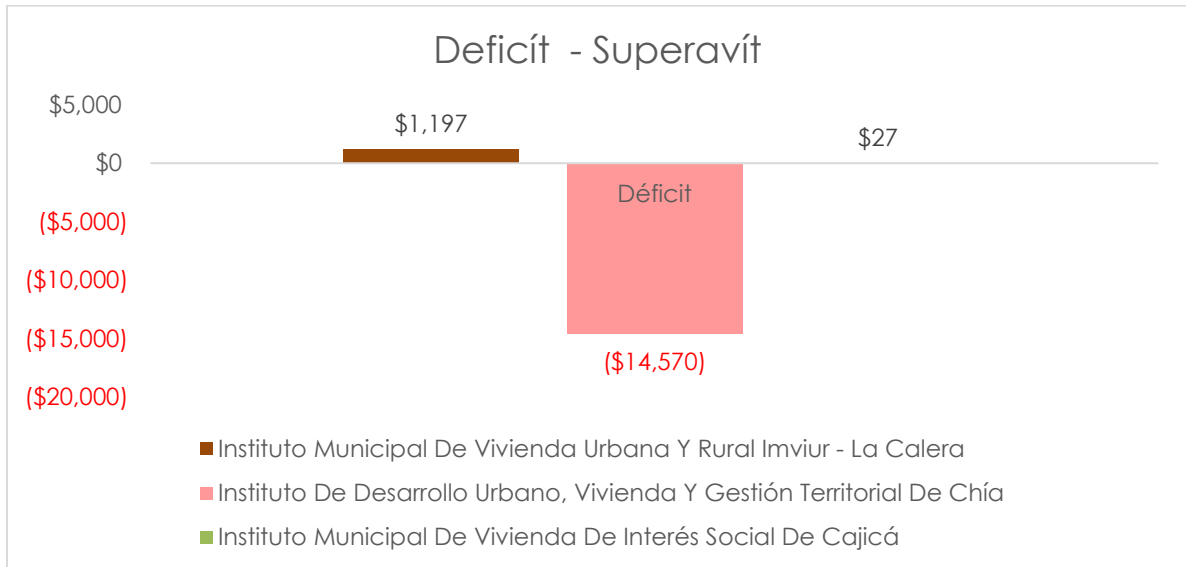 Deficít - Superavít
$5,000
$1,197
$27
$0
Déficit
($5,000)
($10,000)
($15,000)
($14,570)
($20,000)
Instituto Municipal De Vivienda Urbana Y Rural Imviur - La Calera
Instituto De Desarrollo Urbano, Vivienda Y Gestión Territorial De Chía
Instituto Municipal De Vivienda De Interés Social De Cajicá